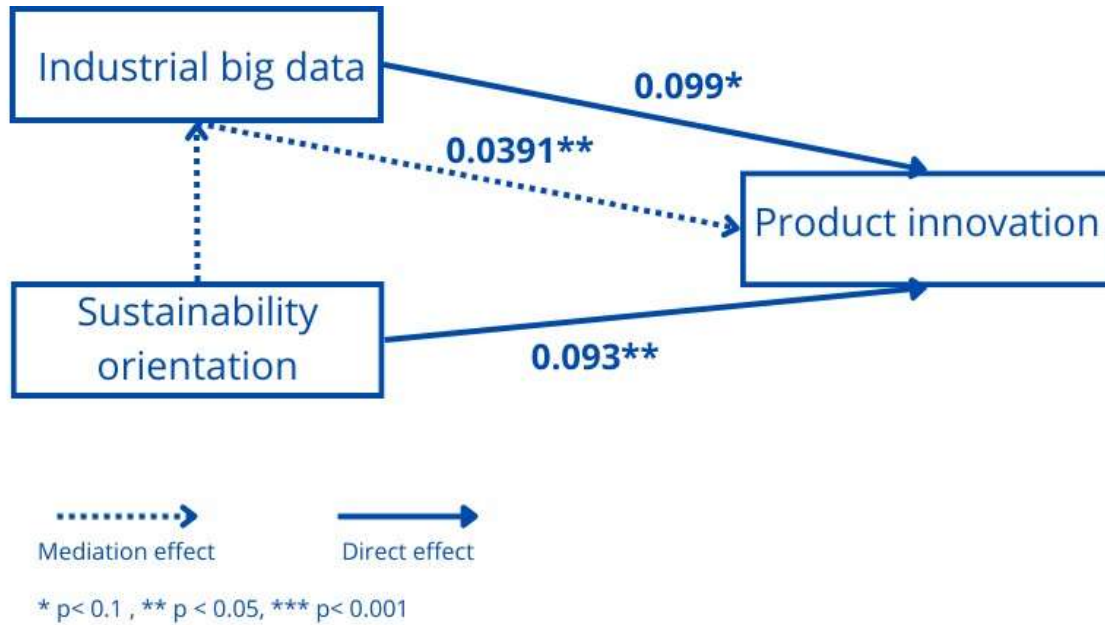 Industrial big data
0.099*
0.0391**
Product innovation
Sustainability
orientation
0.093**
Mediation effect
Direct effect
* p< 0.1 , ** p < 0.05, *** p< 0.001